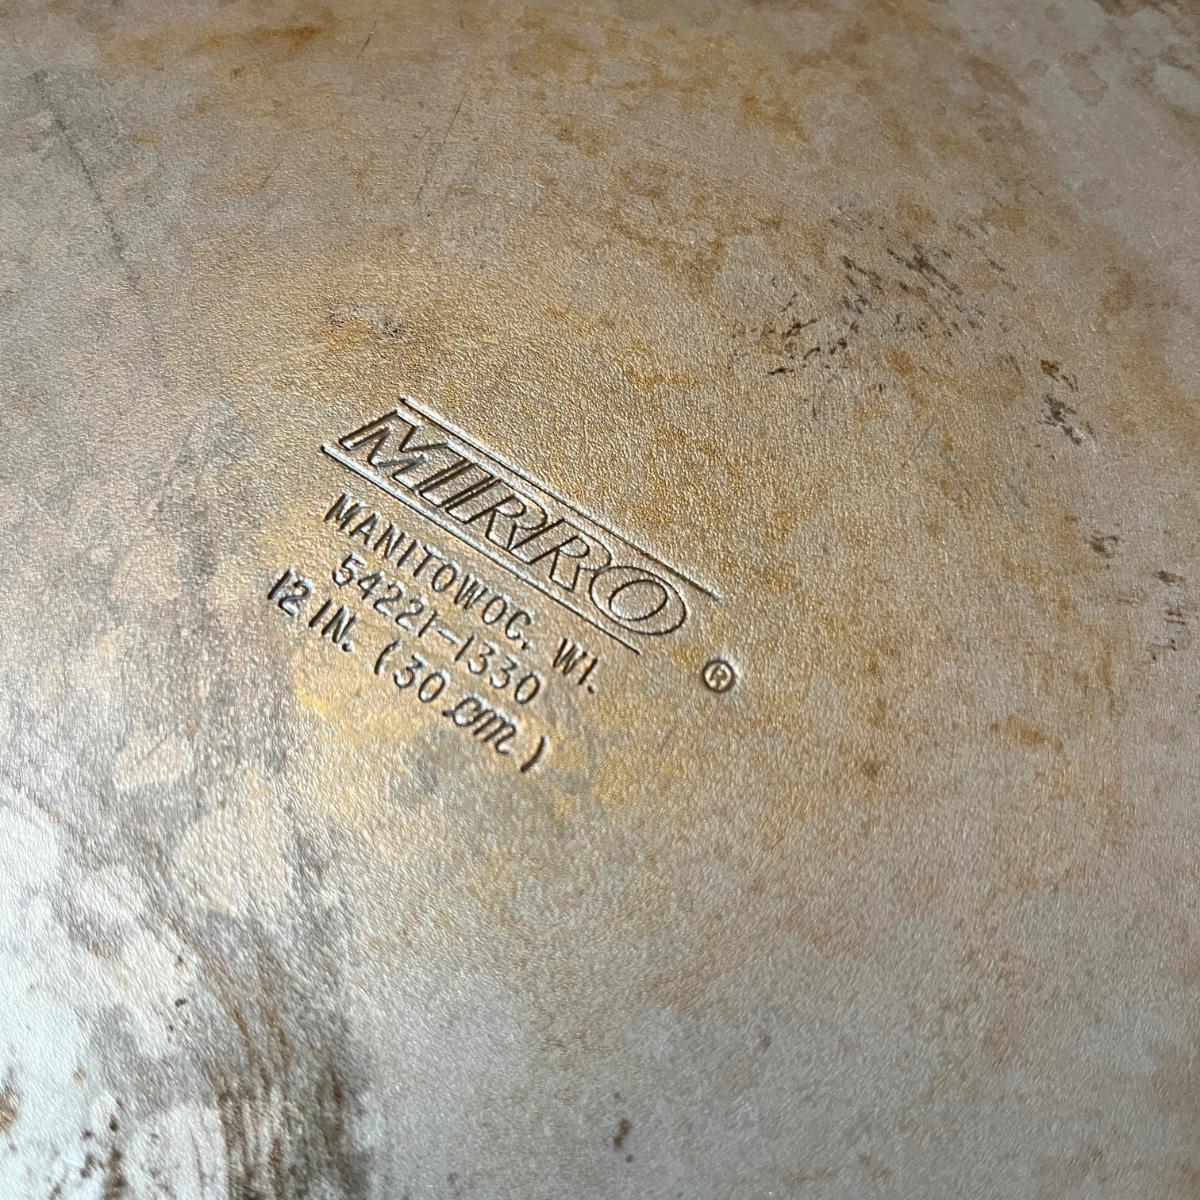 MIRRO
®
MANITOWOC, WI.
54221-1330
12 IN. (30 cm)